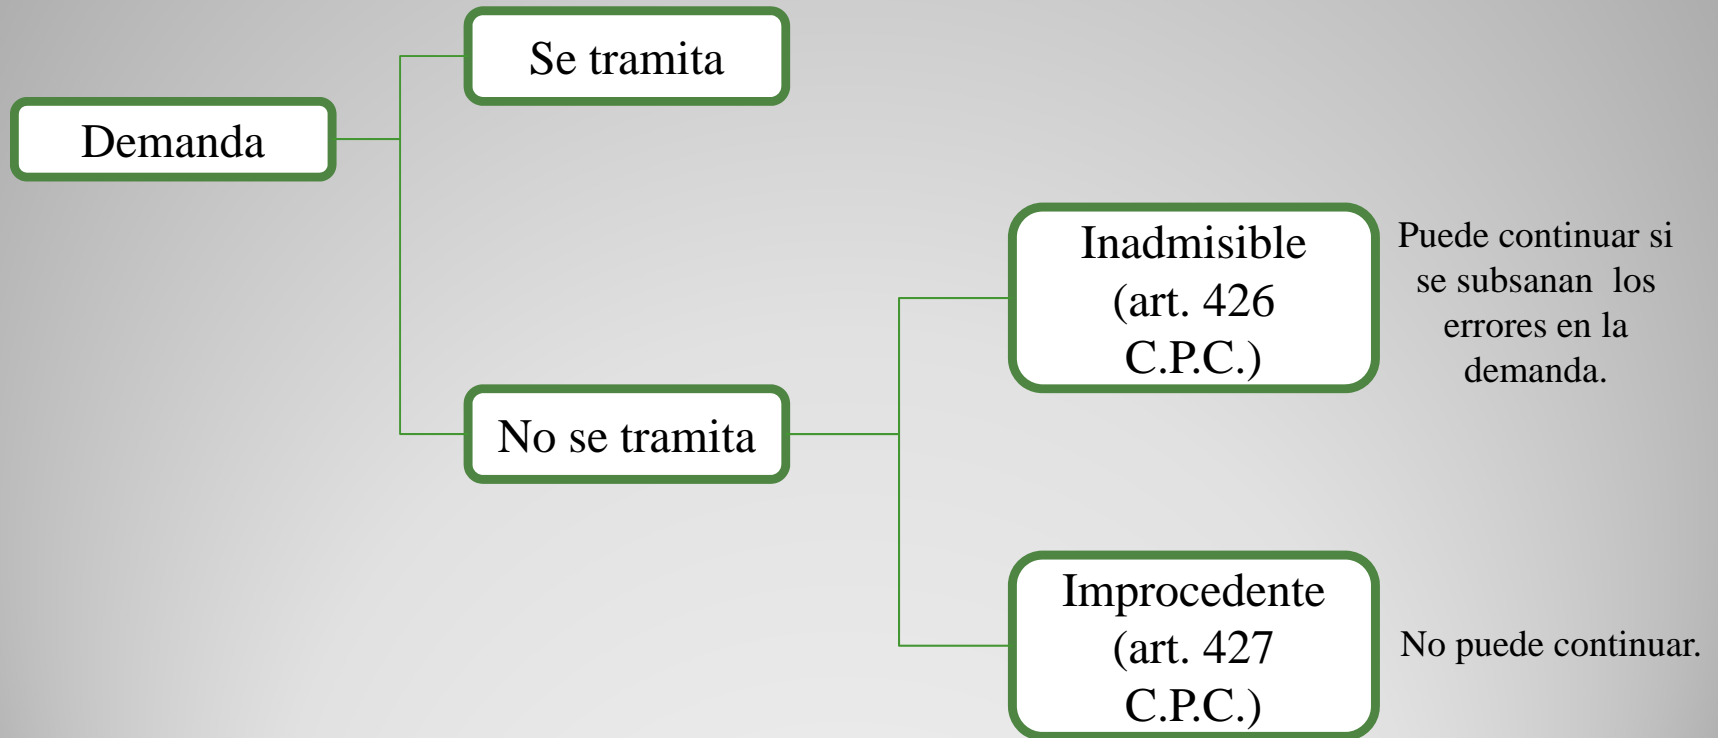 Se tramita
Demanda
Inadmisible
(art. 426
C.P.C.)
Puede continuar si
se subsanan los
errores en la
demanda.
No se tramita
Improcedente
(art. 427
C.P.C.)
No puede continuar.